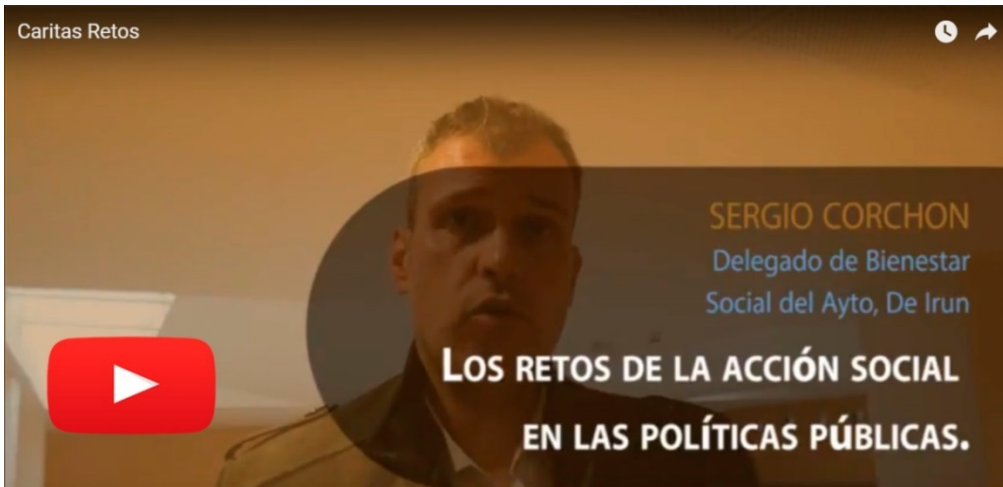 Caritas Retos
SERGIO CORCHON
Delegado de Bienestar
Social del Ayto, De Irun
LOS RETOS DE LA ACCIÓN SOCIAL
EN LAS POLÍTICAS PÚBLICAS.